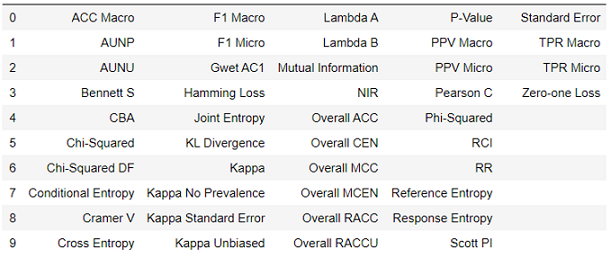 0 ACC Macro F1 Macro Lambda A P-Value Standard Error
1 AUNP F1 Micro Lambda B PPV Macro TPR Macro
2 AUNU Gwet AC1 Mutual Information PPV Micro TPR Micro
3 Bennett S Hamming Loss NIR Pearson C Zero-one Loss
4 CBA Joint Entropy Overall ACC Phi-Squared
5 Chi-Squared KL Divergence Overall CEN RCI
6 Chi-Squared DF Kappa Overall MCC RR
7 Conditional Entropy Kappa No Prevalence Overall MCEN Reference Entropy
8 Cramer V Kappa Standard Error Overall RACC Response Entropy
9 Cross Entropy Kappa Unbiased Overall RACCU Scott PI